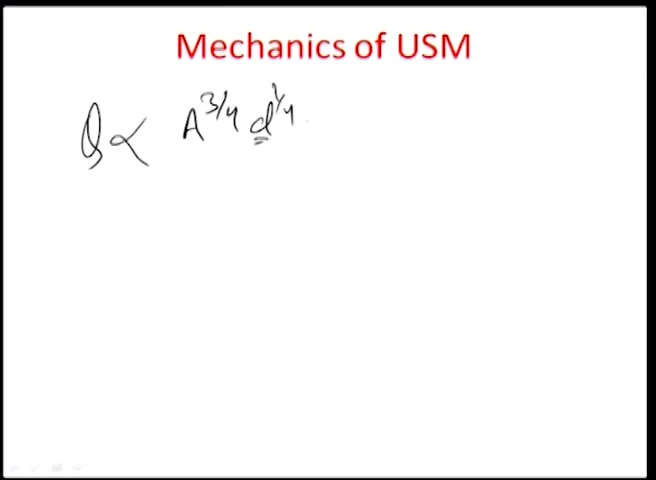 Mechanics of USM
Q ∝ A^{3/4} d^{1/4}